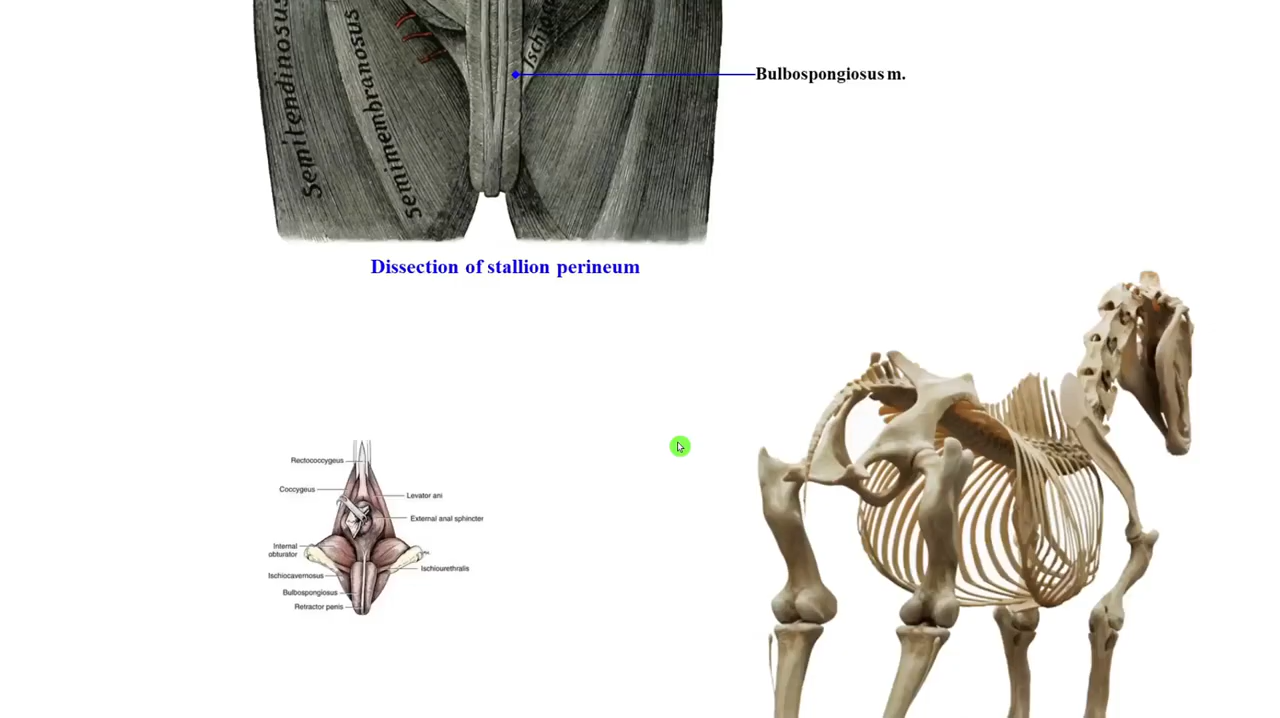 Semitendinosus
Semimembranosus
Ischio
Bulbospongiosus m.
Dissection of stallion perineum
Rectococcygeus
Coccygeus
Levator ani
External anal sphincter
Internal
obturator
Ischiocavernosus
Ischiourethralis
Bulbospongiosus
Retractor penis